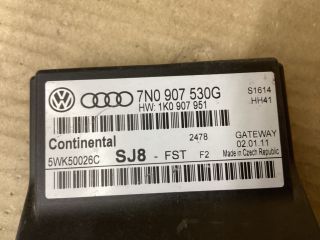 7N0 907 530G
HW: 1K0 907 951
S1614
HH41
Continental
2478
GATEWAY
5WK50026C
SJ8 - FST F2
02.01.11
Made in Czech Republic